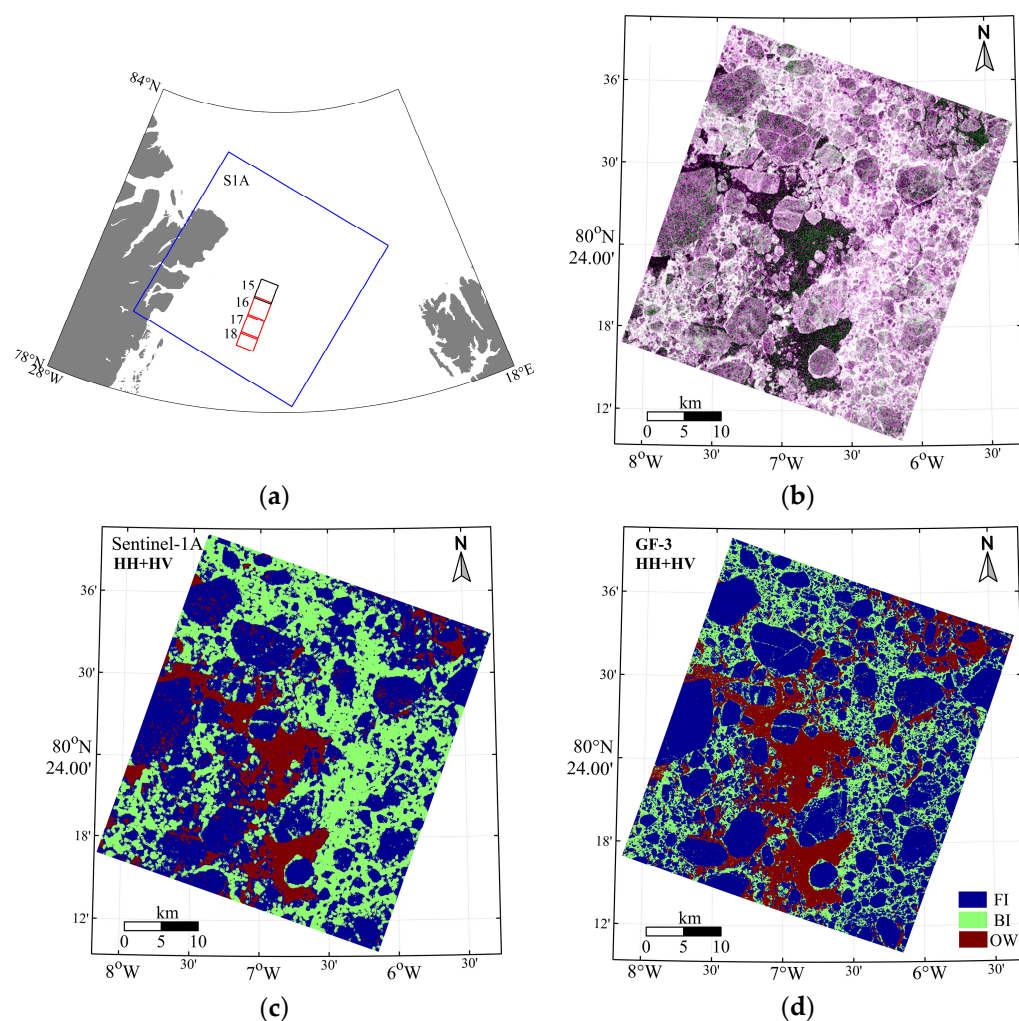 84°N
S1A
15
16
17
18
78°N
28°W
18°E
(a)
N
36'
30'
80°N
24.00'
18'
12'
km
0 5 10
8°W 30' 7°W 30' 6°W 30'
(b)
Sentinel-1A
HH+HV
N
36'
30'
80°N
24.00'
18'
12'
km
0 5 10
8°W 30' 7°W 30' 6°W 30'
(c)
GF-3
HH+HV
N
36'
30'
80°N
24.00'
18'
12'
km
0 5 10
FI
BI
OW
8°W 30' 7°W 30' 6°W 30'
(d)